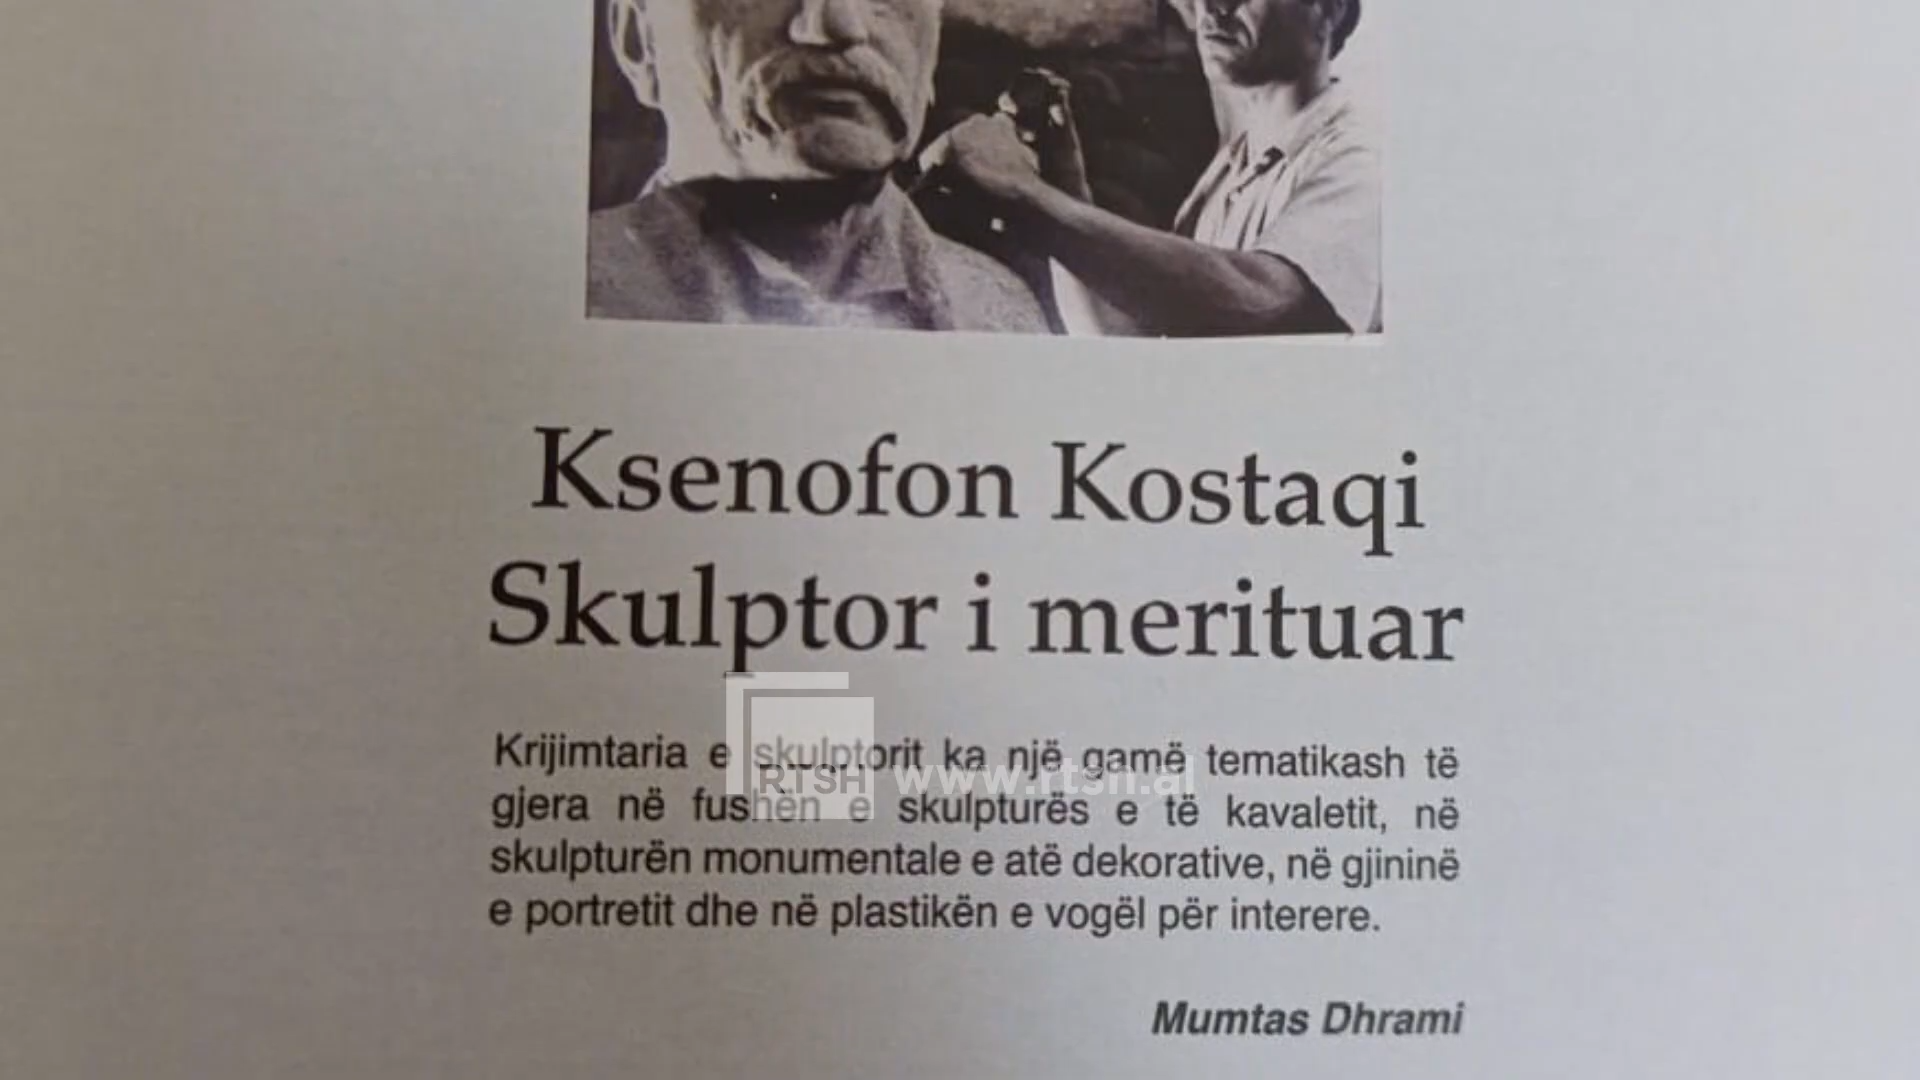 Ksenofon Kostaqi
Skulptor i merituar
Krijimtaria e skulptorit ka një gamë tematikash të
gjera në fushën e skulpturës e të kavaletit, në
skulpturën monumentale e atë dekorative, në gjininë
e portretit dhe në plastikën e vogël për interere.
Mumtas Dhrami
RTSH www.rtsh.al